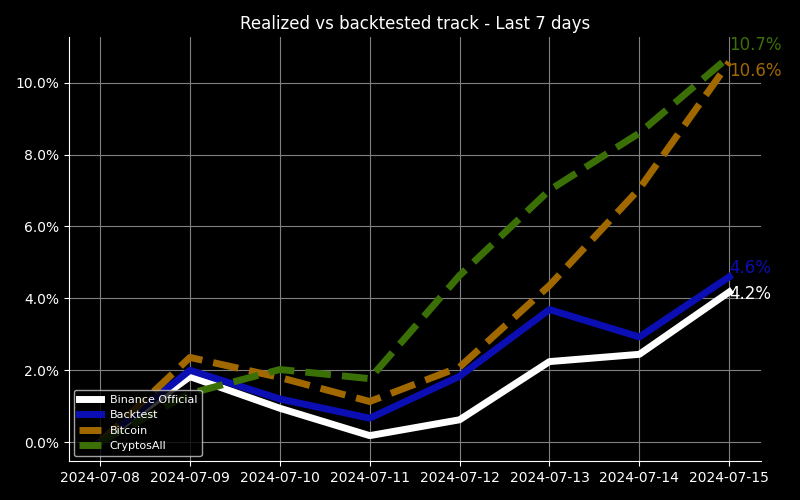 Realized vs backtested track - Last 7 days
10.7%
10.6%
10.0%
8.0%
6.0%
4.0%
2.0%
0.0%
4.6%
4.2%
Binance Official
Backtest
Bitcoin
CryptosAll
2024-07-08 2024-07-09 2024-07-10 2024-07-11 2024-07-12 2024-07-13 2024-07-14 2024-07-15